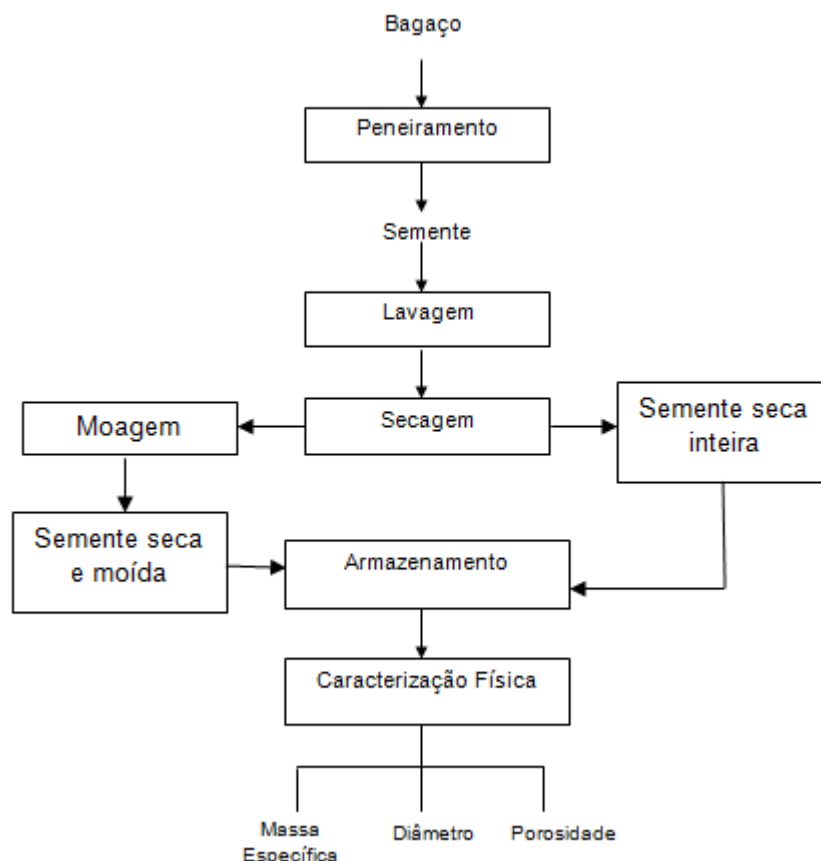 Bagaço
Peneiramento
Semente
Lavagem
Moagem
Secagem
Semente seca
inteira
Semente seca
e moída
Armazenamento
Caracterização Física
Massa
Específica
Diâmetro
Porosidade